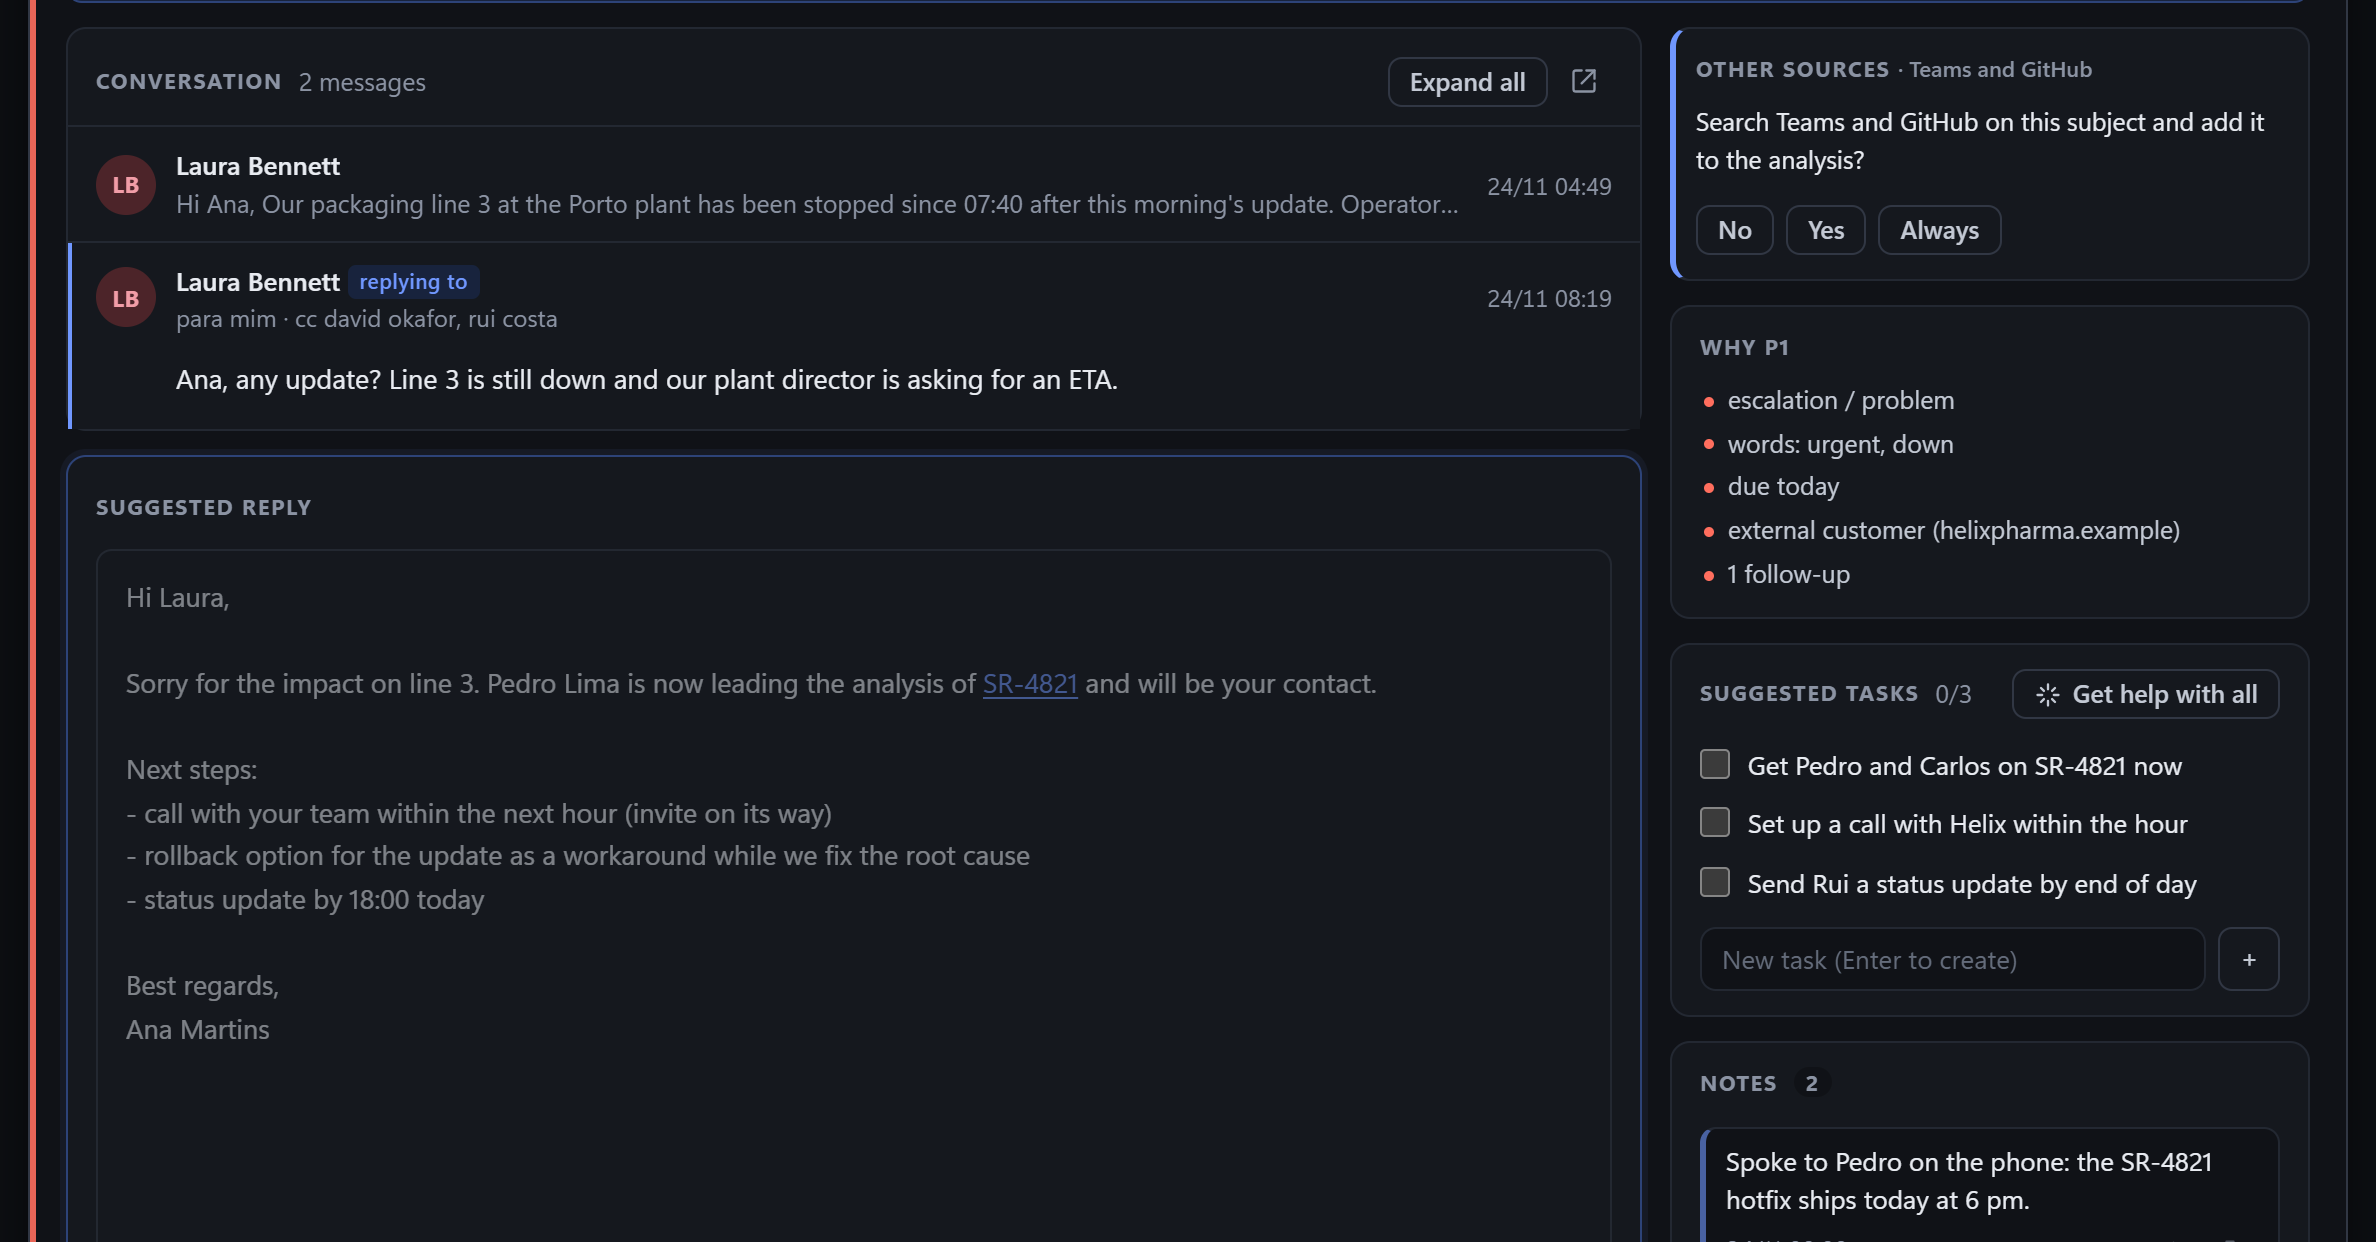 CONVERSATION 2 messages
Expand all
LB
Laura Bennett
Hi Ana, Our packaging line 3 at the Porto plant has been stopped since 07:40 after this morning's update. Operator...
24/11 04:49
LB
Laura Bennett replying to
para mim · cc david okafor, rui costa
24/11 08:19
Ana, any update? Line 3 is still down and our plant director is asking for an ETA.
SUGGESTED REPLY
Hi Laura,
Sorry for the impact on line 3. Pedro Lima is now leading the analysis of SR-4821 and will be your contact.
Next steps:
- call with your team within the next hour (invite on its way)
- rollback option for the update as a workaround while we fix the root cause
- status update by 18:00 today
Best regards,
Ana Martins
OTHER SOURCES · Teams and GitHub
Search Teams and GitHub on this subject and add it
to the analysis?
No
Yes
Always
WHY P1
escalation / problem
words: urgent, down
due today
external customer (helixpharma.example)
1 follow-up
SUGGESTED TASKS 0/3
Get help with all
Get Pedro and Carlos on SR-4821 now
Set up a call with Helix within the hour
Send Rui a status update by end of day
New task (Enter to create)
+
NOTES 2
Spoke to Pedro on the phone: the SR-4821
hotfix ships today at 6 pm.